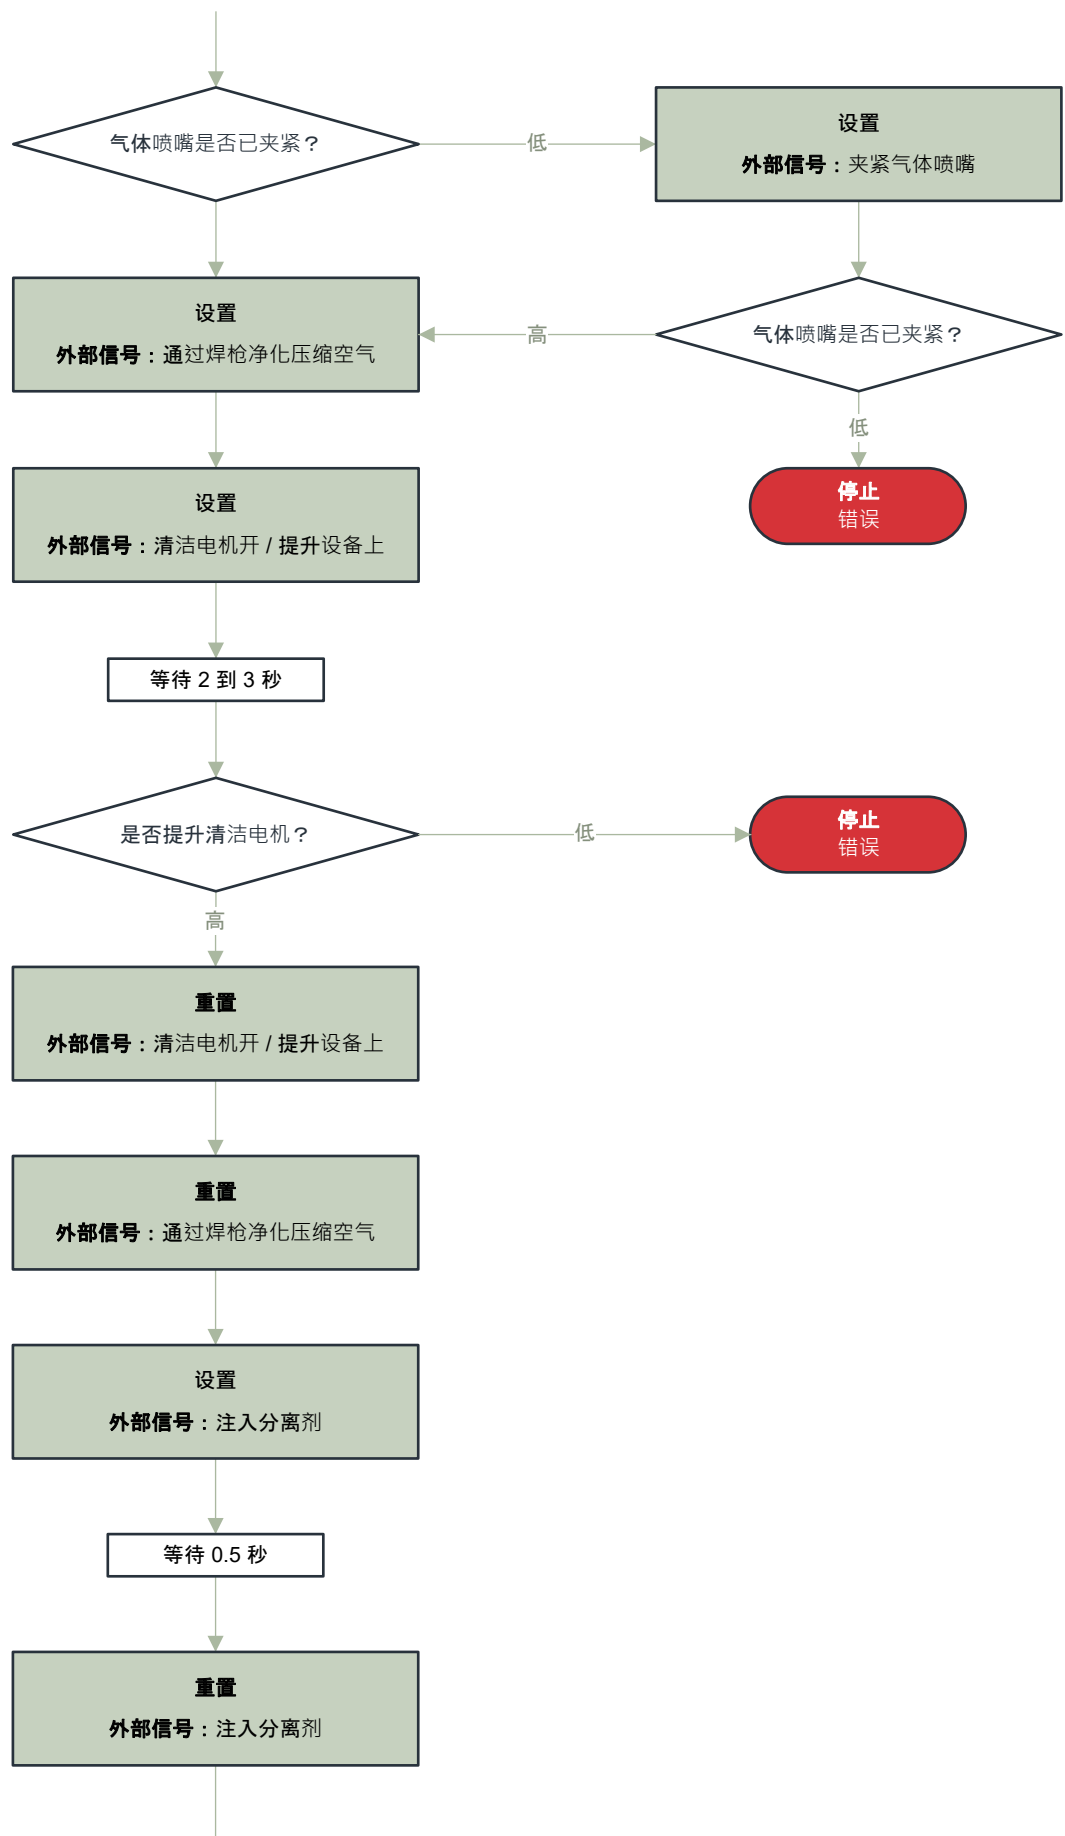 气体喷嘴是否已夹紧？
低
设置
外部信号：夹紧气体喷嘴
设置
外部信号：通过焊枪净化压缩空气
高
气体喷嘴是否已夹紧？
低
停止
错误
设置
外部信号：清洁电机开 / 提升设备上
等待 2 到 3 秒
是否提升清洁电机？
低
停止
错误
高
重置
外部信号：清洁电机开 / 提升设备上
重置
外部信号：通过焊枪净化压缩空气
设置
外部信号：注入分离剂
等待 0.5 秒
重置
外部信号：注入分离剂